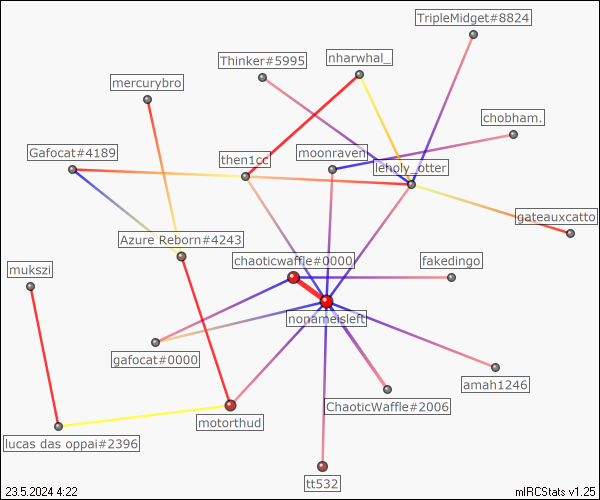 TripleMidget#8824
Thinker#5995
nharwhal_
mercurybro
chobham.
Gafocat#4189
then1cc
moonraven
leholy_otter
gateauxcatto
Azure Reborn#4243
chaoticwaffle#0000
fakedingo
mukszi
nonameisleft
gafocat#0000
amah1246
ChaoticWaffle#2006
motorthud
lucas das oppai#2396
tt532
23.5.2024 4:22
mIRCStats v1.25